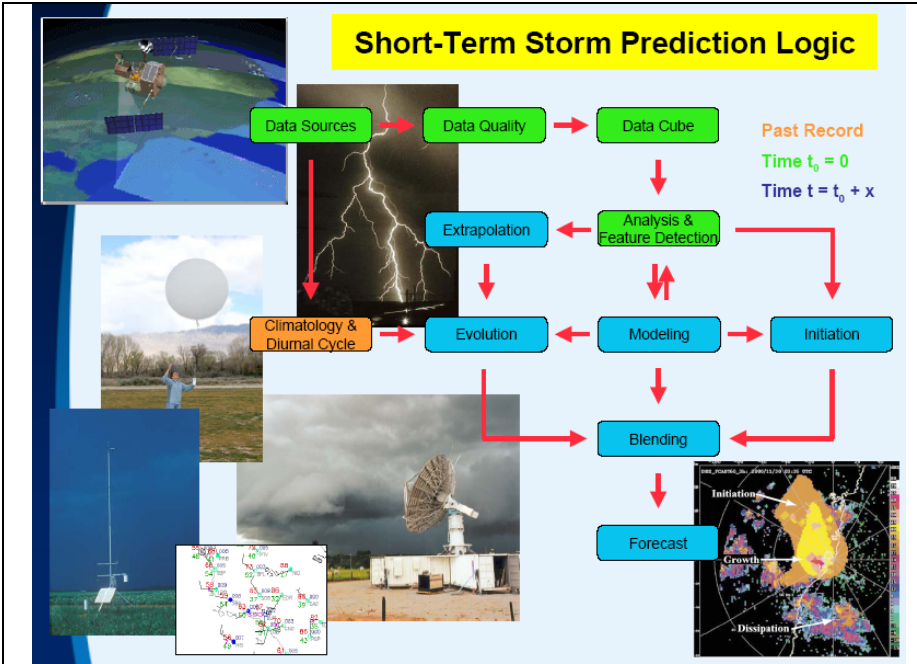 Short-Term Storm Prediction Logic
Data Sources
Data Quality
Data Cube
Past Record
Time t₀ = 0
Time t = t₀ + x
Extrapolation
Analysis &
Feature Detection
Climatology &
Diurnal Cycle
Evolution
Modeling
Initiation
Blending
Forecast
Initiation
Growth
Dissipation